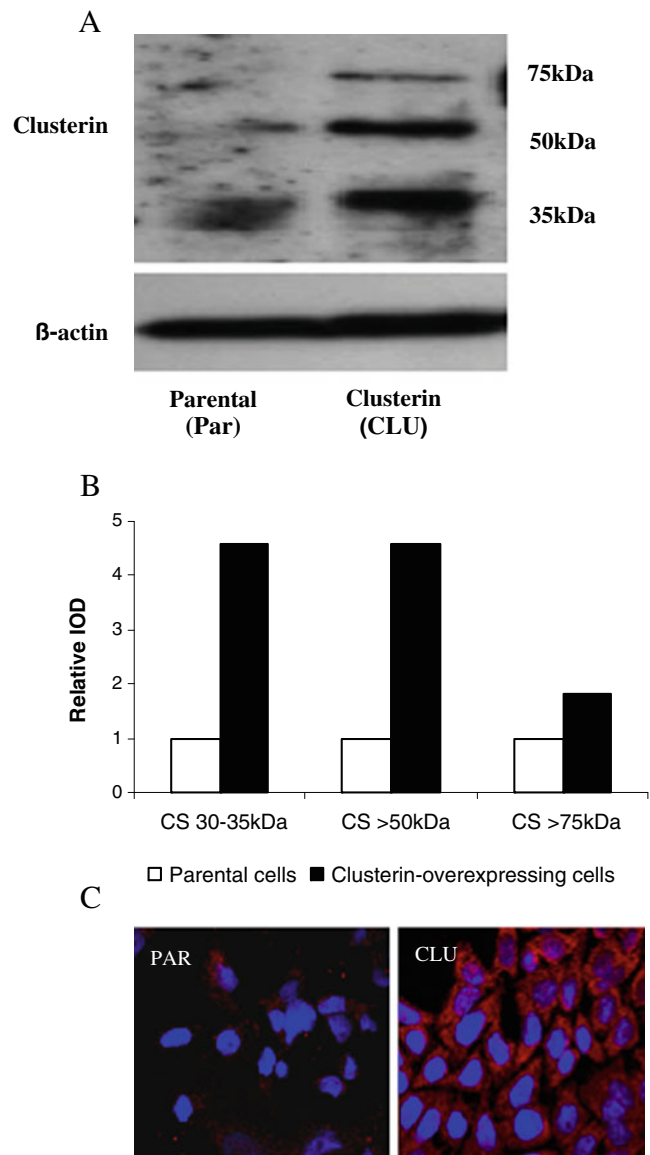 A
Clusterin
75kDa
50kDa
35kDa
ß-actin
Parental
(Par)
Clusterin
(CLU)
B
Relative IOD
5
4
3
2
1
0
CS 30-35kDa
CS >50kDa
CS >75kDa
Parental cells
Clusterin-overexpressing cells
C
PAR
CLU